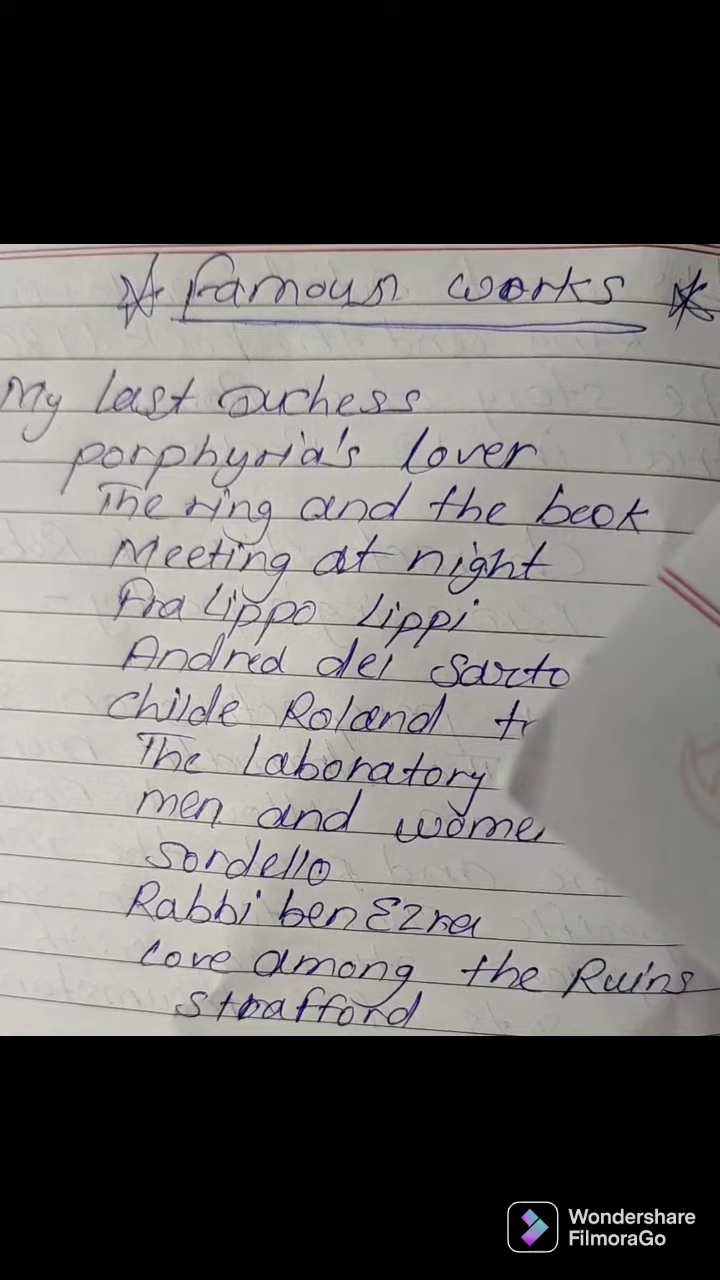 Famous works
My last Duchess
porphyria's lover
The ring and the book
Meeting at night
Fra Lippo Lippi
Andrea del Sarto
Childe Roland
The Laboratory
men and women
Sordello
Rabbi ben Ezra
Love among the Ruins
Strafford
Wondershare
FilmoraGo